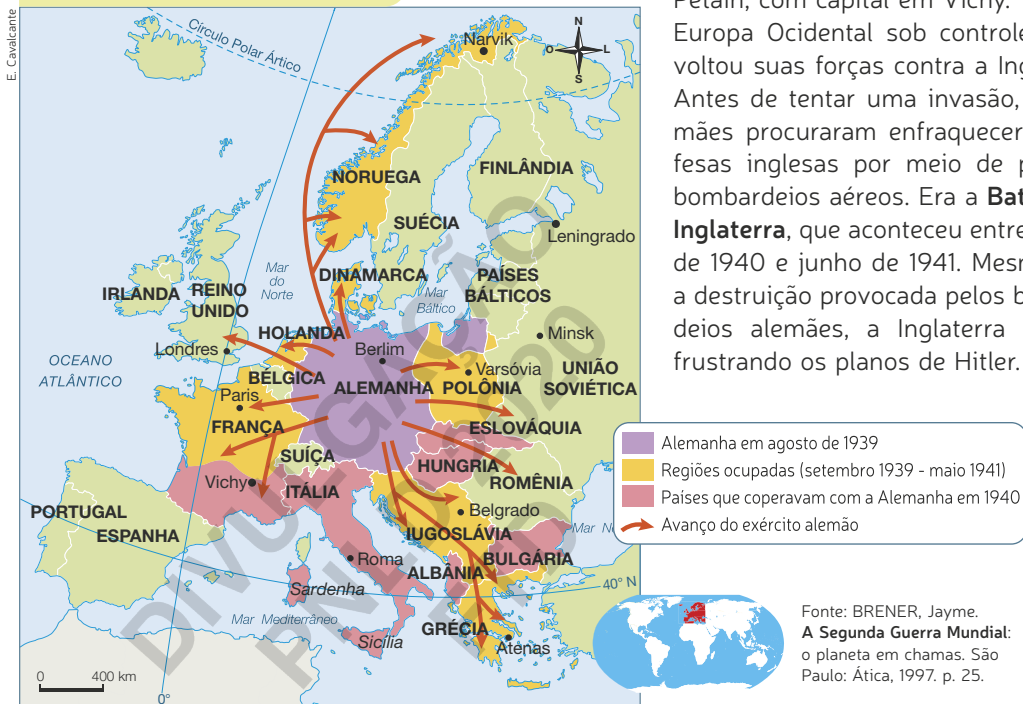 E. Cavalcante
Círculo Polar Ártico
Narvik
N
O
L
S
NORUEGA
FINLÂNDIA
SUÉCIA
Leningrado
Mar
do
Norte
DINAMARCA
PAÍSES
BÁLTICOS
Mar
Báltico
IRLANDA
REINO
UNIDO
HOLANDA
Minsk
Londres
Berlim
OCEANO
ATLÂNTICO
BÉLGICA
ALEMANHA
Varsóvia
POLÔNIA
UNIÃO
SOVIÉTICA
Paris
FRANÇA
ESLOVÁQUIA
SUÍÇA
HUNGRIA
ROMÊNIA
Vichy
ITÁLIA
PORTUGAL
ESPANHA
Belgrado
IUGOSLÁVIA
BULGÁRIA
Roma
ALBÂNIA
Sardenha
40° N
Mar Mediterrâneo
GRÉCIA
Sicília
Atenas
0 400 km
0°
DIVULGAÇÃO
PNLD 2020
Pétain, com capital em Vichy.
Europa Ocidental sob controle
voltou suas forças contra a Ing
Antes de tentar uma invasão,
mães procuraram enfraquecer
fesas inglesas por meio de p
bombardeios aéreos. Era a Bat
Inglaterra, que aconteceu entre
de 1940 e junho de 1941. Mesm
a destruição provocada pelos b
deios alemães, a Inglaterra
frustrando os planos de Hitler.
Alemanha em agosto de 1939
Regiões ocupadas (setembro 1939 - maio 1941)
Países que coperavam com a Alemanha em 1940
Avanço do exército alemão
Mar
Fonte: BRENER, Jayme.
A Segunda Guerra Mundial:
o planeta em chamas. São
Paulo: Ática, 1997. p. 25.